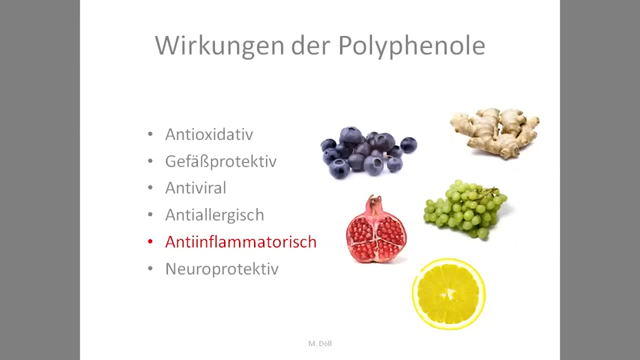 Wirkungen der Polyphenole
• Antioxidativ
• Gefäßprotektiv
• Antiviral
• Antiallergisch
• Antiinflammatorisch
• Neuroprotektiv
M. Döll